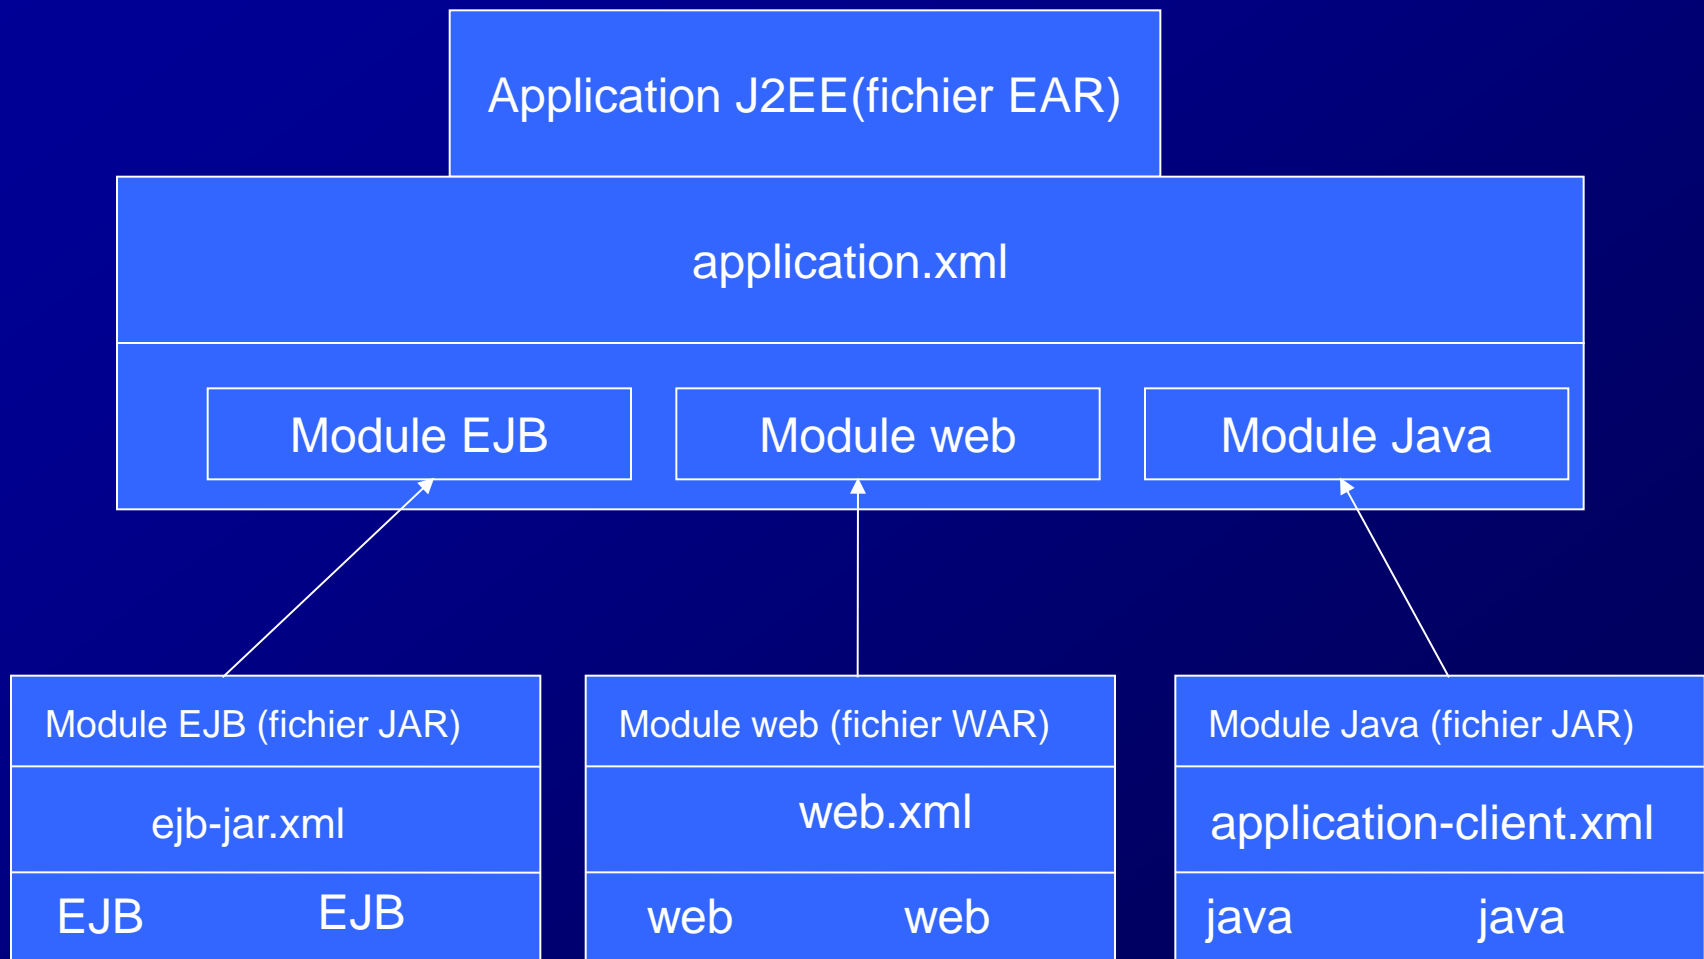 Application J2EE(fichier EAR)
application.xml
Module EJB
Module web
Module Java
Module EJB (fichier JAR)
Module web (fichier WAR)
Module Java (fichier JAR)
ejb-jar.xml
web.xml
application-client.xml
EJB
EJB
web
web
java
java